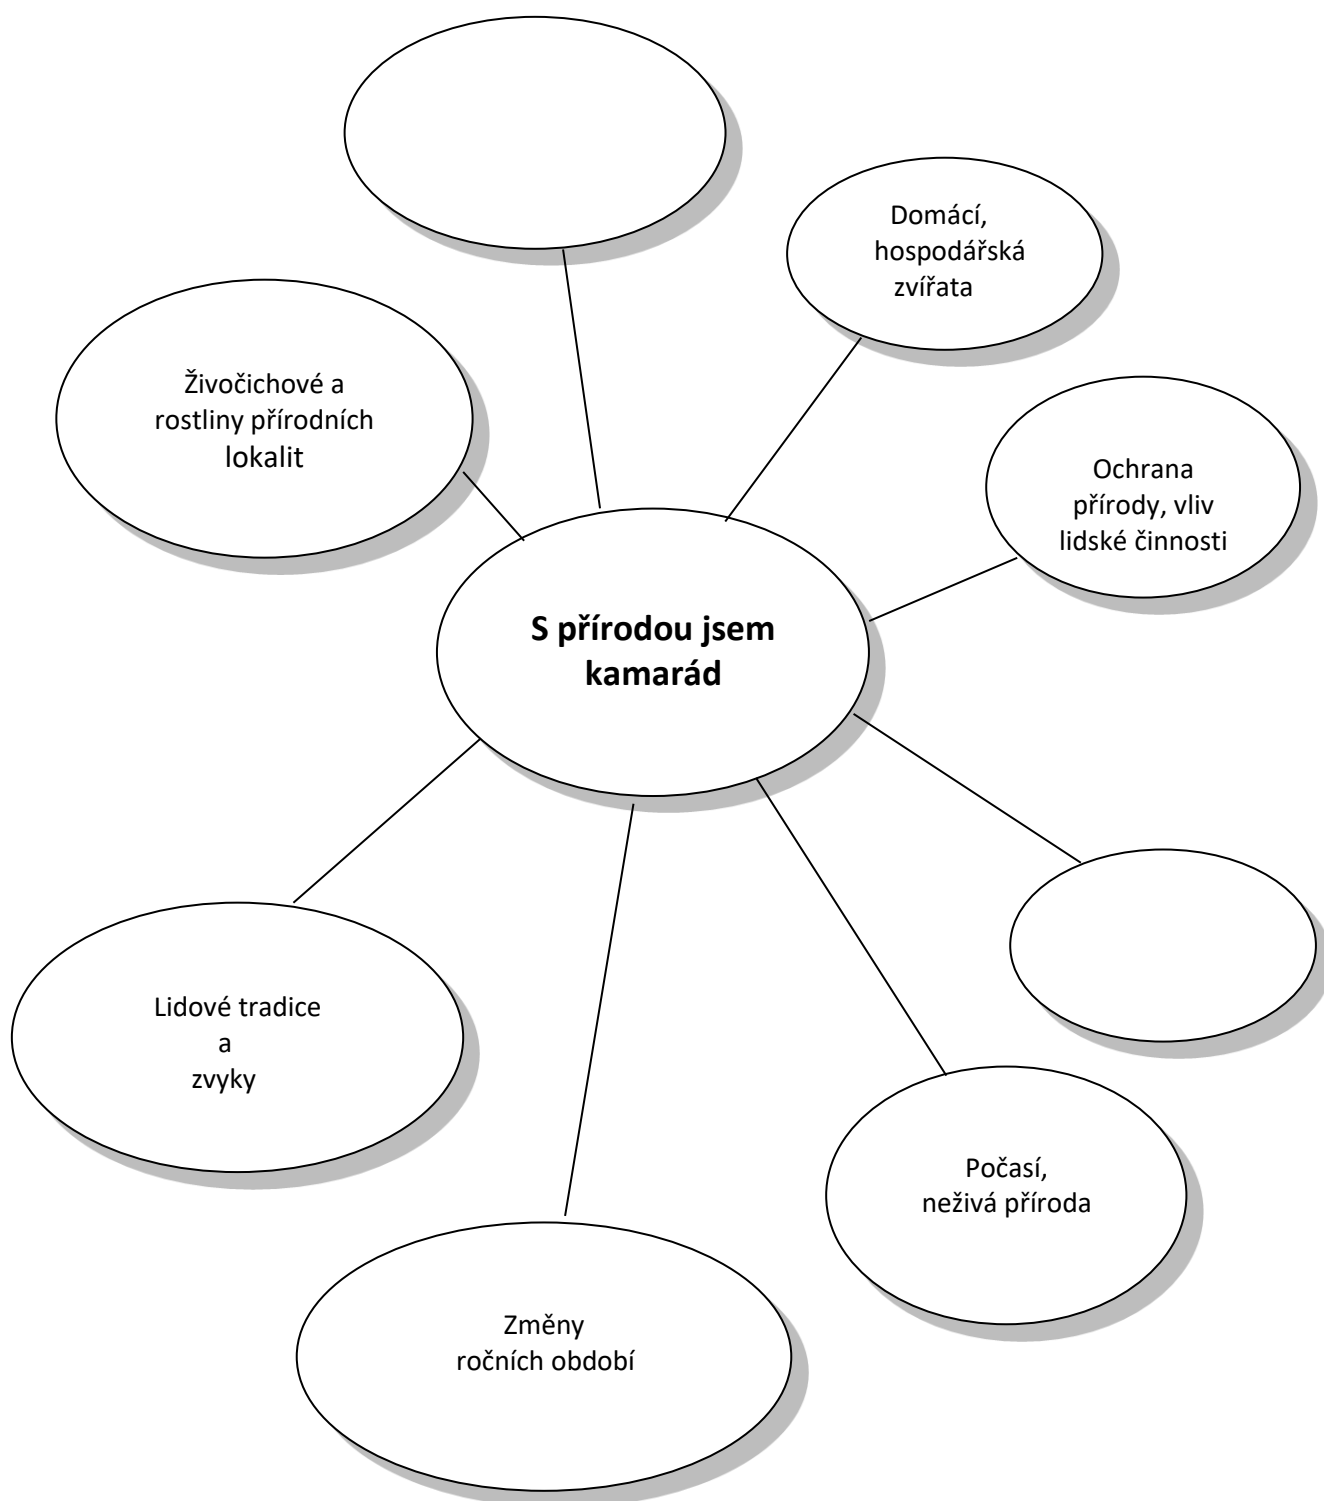 Domácí,
hospodářská
zvířata
Živočichové a
rostliny přírodních
lokalit
Ochrana
přírody, vliv
lidské činnosti
S přírodou jsem
kamarád
Lidové tradice
a
zvyky
Počasí,
neživá příroda
Změny
ročních období